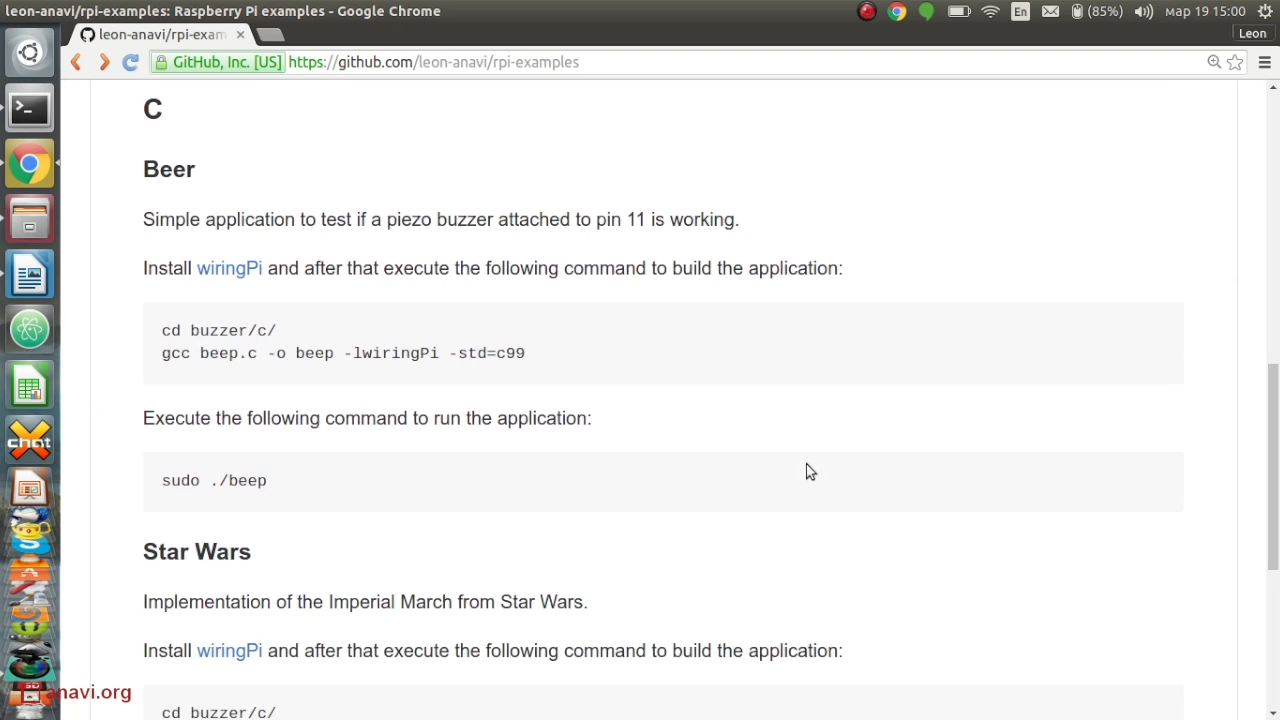 leon-anavi/rpi-examples: Raspberry Pi examples - Google Chrome
En
(85%)
мар 19 15:00
leon-anavi/rpi-exam
Leon
GitHub, Inc. [US]
https://github.com/leon-anavi/rpi-examples
C
Beer
Simple application to test if a piezo buzzer attached to pin 11 is working.
Install wiringPi and after that execute the following command to build the application:
cd buzzer/c/
gcc beep.c -o beep -lwiringPi -std=c99
Execute the following command to run the application:
sudo ./beep
Star Wars
Implementation of the Imperial March from Star Wars.
Install wiringPi and after that execute the following command to build the application:
cd buzzer/c/
chat
anavi.org